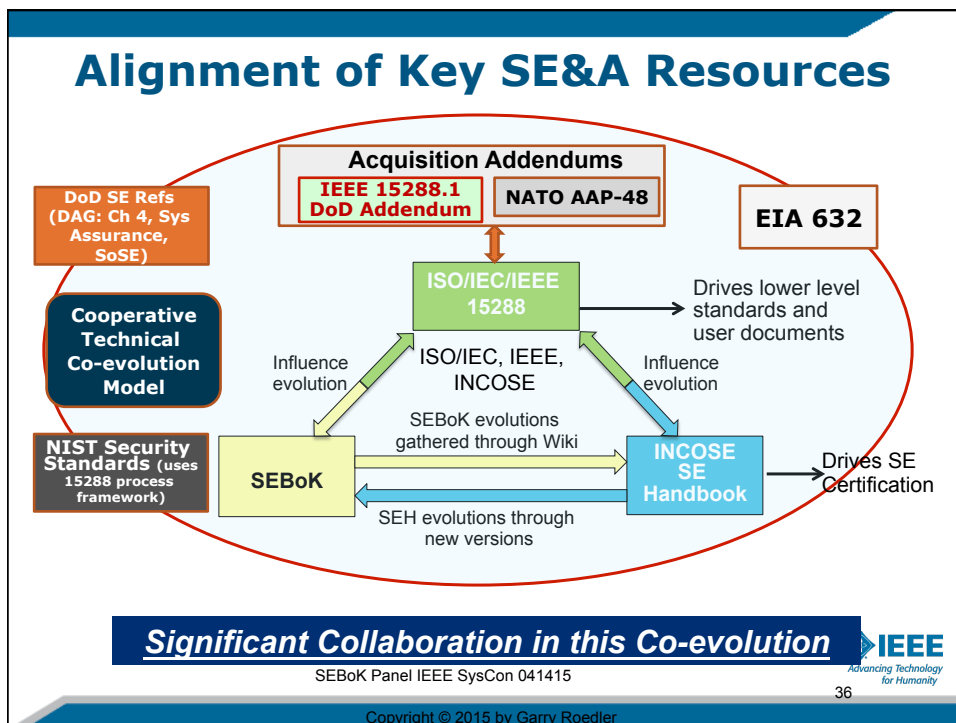 Alignment of Key SE&A Resources
Acquisition Addendums
IEEE 15288.1
DoD Addendum
NATO AAP-48
DoD SE Refs
(DAG: Ch 4, Sys
Assurance,
SoSE)
EIA 632
ISO/IEC/IEEE
15288
Drives lower level
standards and
user documents
Cooperative
Technical
Co-evolution
Model
Influence
evolution
ISO/IEC, IEEE,
INCOSE
Influence
evolution
SEBoK evolutions
gathered through Wiki
NIST Security
Standards (uses
15288 process
framework)
SEBoK
INCOSE
SE
Handbook
Drives SE
Certification
SEH evolutions through
new versions
Significant Collaboration in this Co-evolution
IEEE
Advancing Technology
for Humanity
SEBoK Panel IEEE SysCon 041415
36
Copyright © 2015 by Garry Roedler